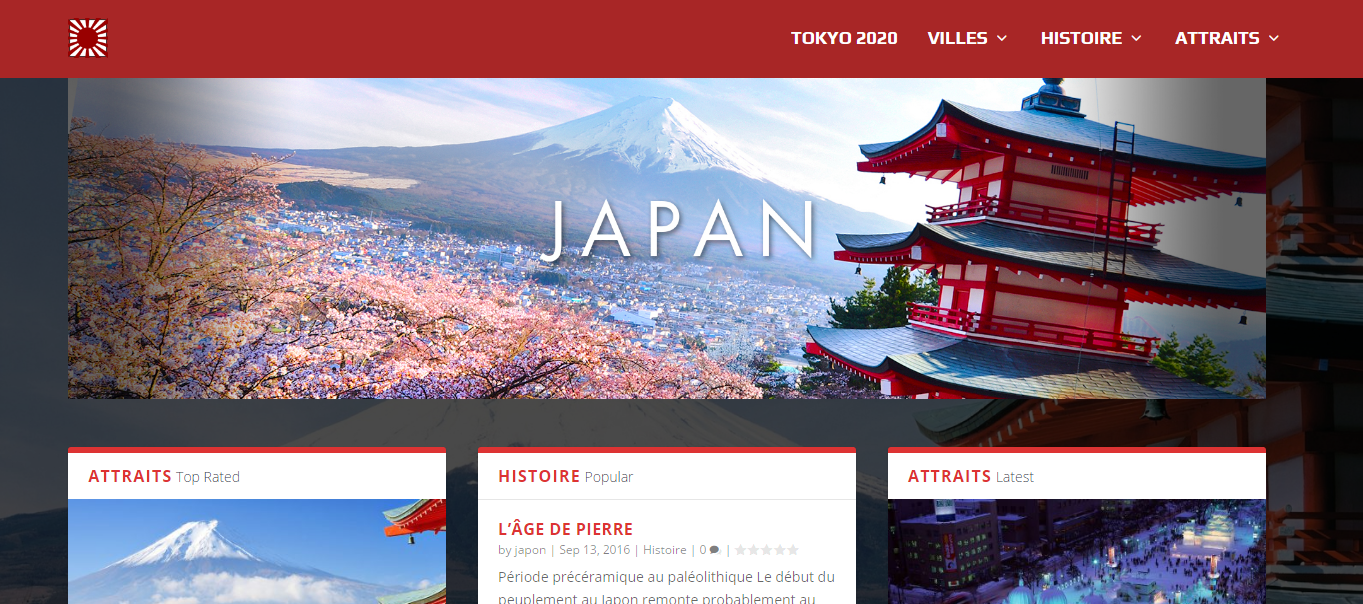 TOKYO 2020 VILLES HISTOIRE ATTRAITS
JAPAN
ATTRAITS Top Rated
HISTOIRE Popular
L’ÂGE DE PIERRE
by japon | Sep 13, 2016 | Histoire | 0 |
Période précéramique au paléolithique Le début du
peuplement au Japon remonte probablement au
ATTRAITS Latest